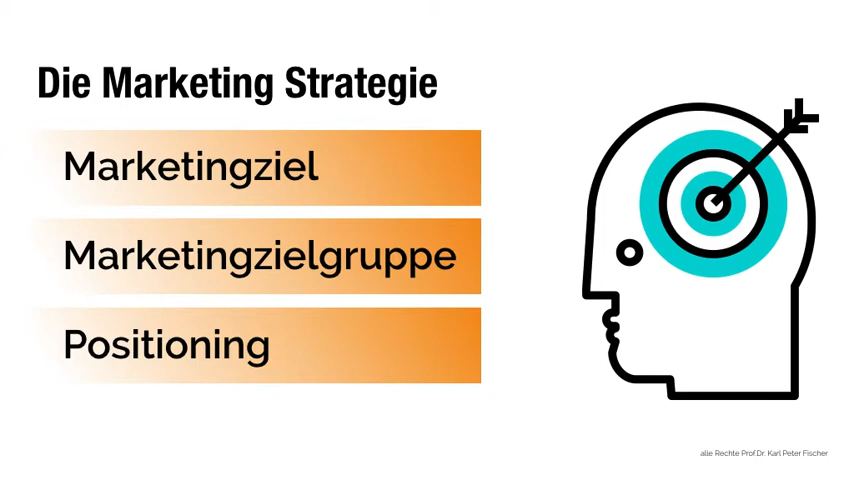 Die Marketing Strategie
Marketingziel
Marketingzielgruppe
Positioning
alle Rechte Prof.Dr. Karl Peter Fischer